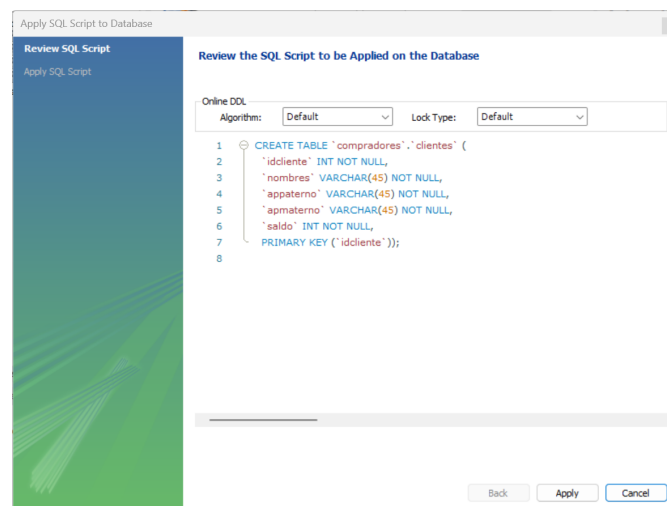 Apply SQL Script to Database
Review SQL Script
Apply SQL Script
Review the SQL Script to be Applied on the Database
Online DDL
Algorithm: Default Lock Type: Default
1 CREATE TABLE `compradores`.`clientes` (
2 `idcliente` INT NOT NULL,
3 `nombres` VARCHAR(45) NOT NULL,
4 `appaterno` VARCHAR(45) NOT NULL,
5 `apmaterno` VARCHAR(45) NOT NULL,
6 `saldo` INT NOT NULL,
7 PRIMARY KEY (`idcliente`));
8
Back Apply Cancel